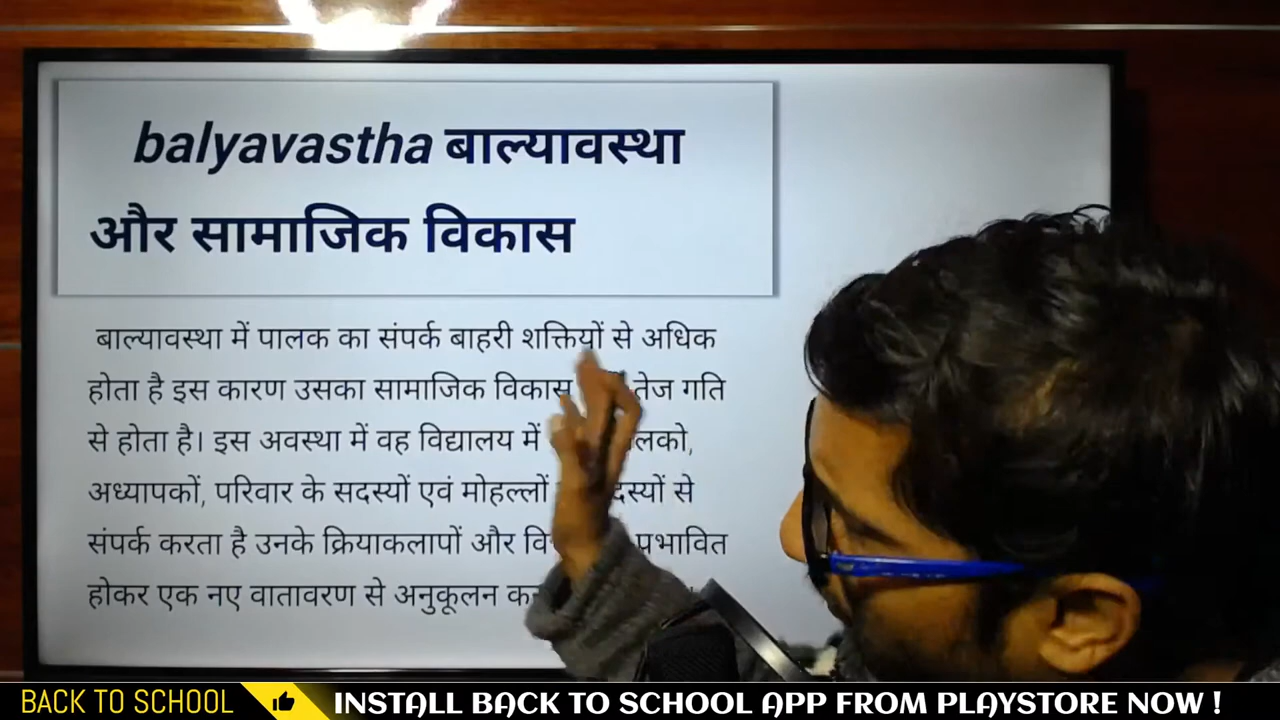 balyavastha बाल्यावस्था
और सामाजिक विकास
बाल्यावस्था में पालक का संपर्क बाहरी शक्तियों से अधिक
होता है इस कारण उसका सामाजिक विकास तेज गति
से होता है। इस अवस्था में वह विद्यालय में
अध्यापकों, परिवार के सदस्यों एवं मोहल्लों से
संपर्क करता है उनके क्रियाकलापों और प्रभावित
होकर एक नए वातावरण से अनुकूलन
BACK TO SCHOOL INSTALL BACK TO SCHOOL APP FROM PLAYSTORE NOW !